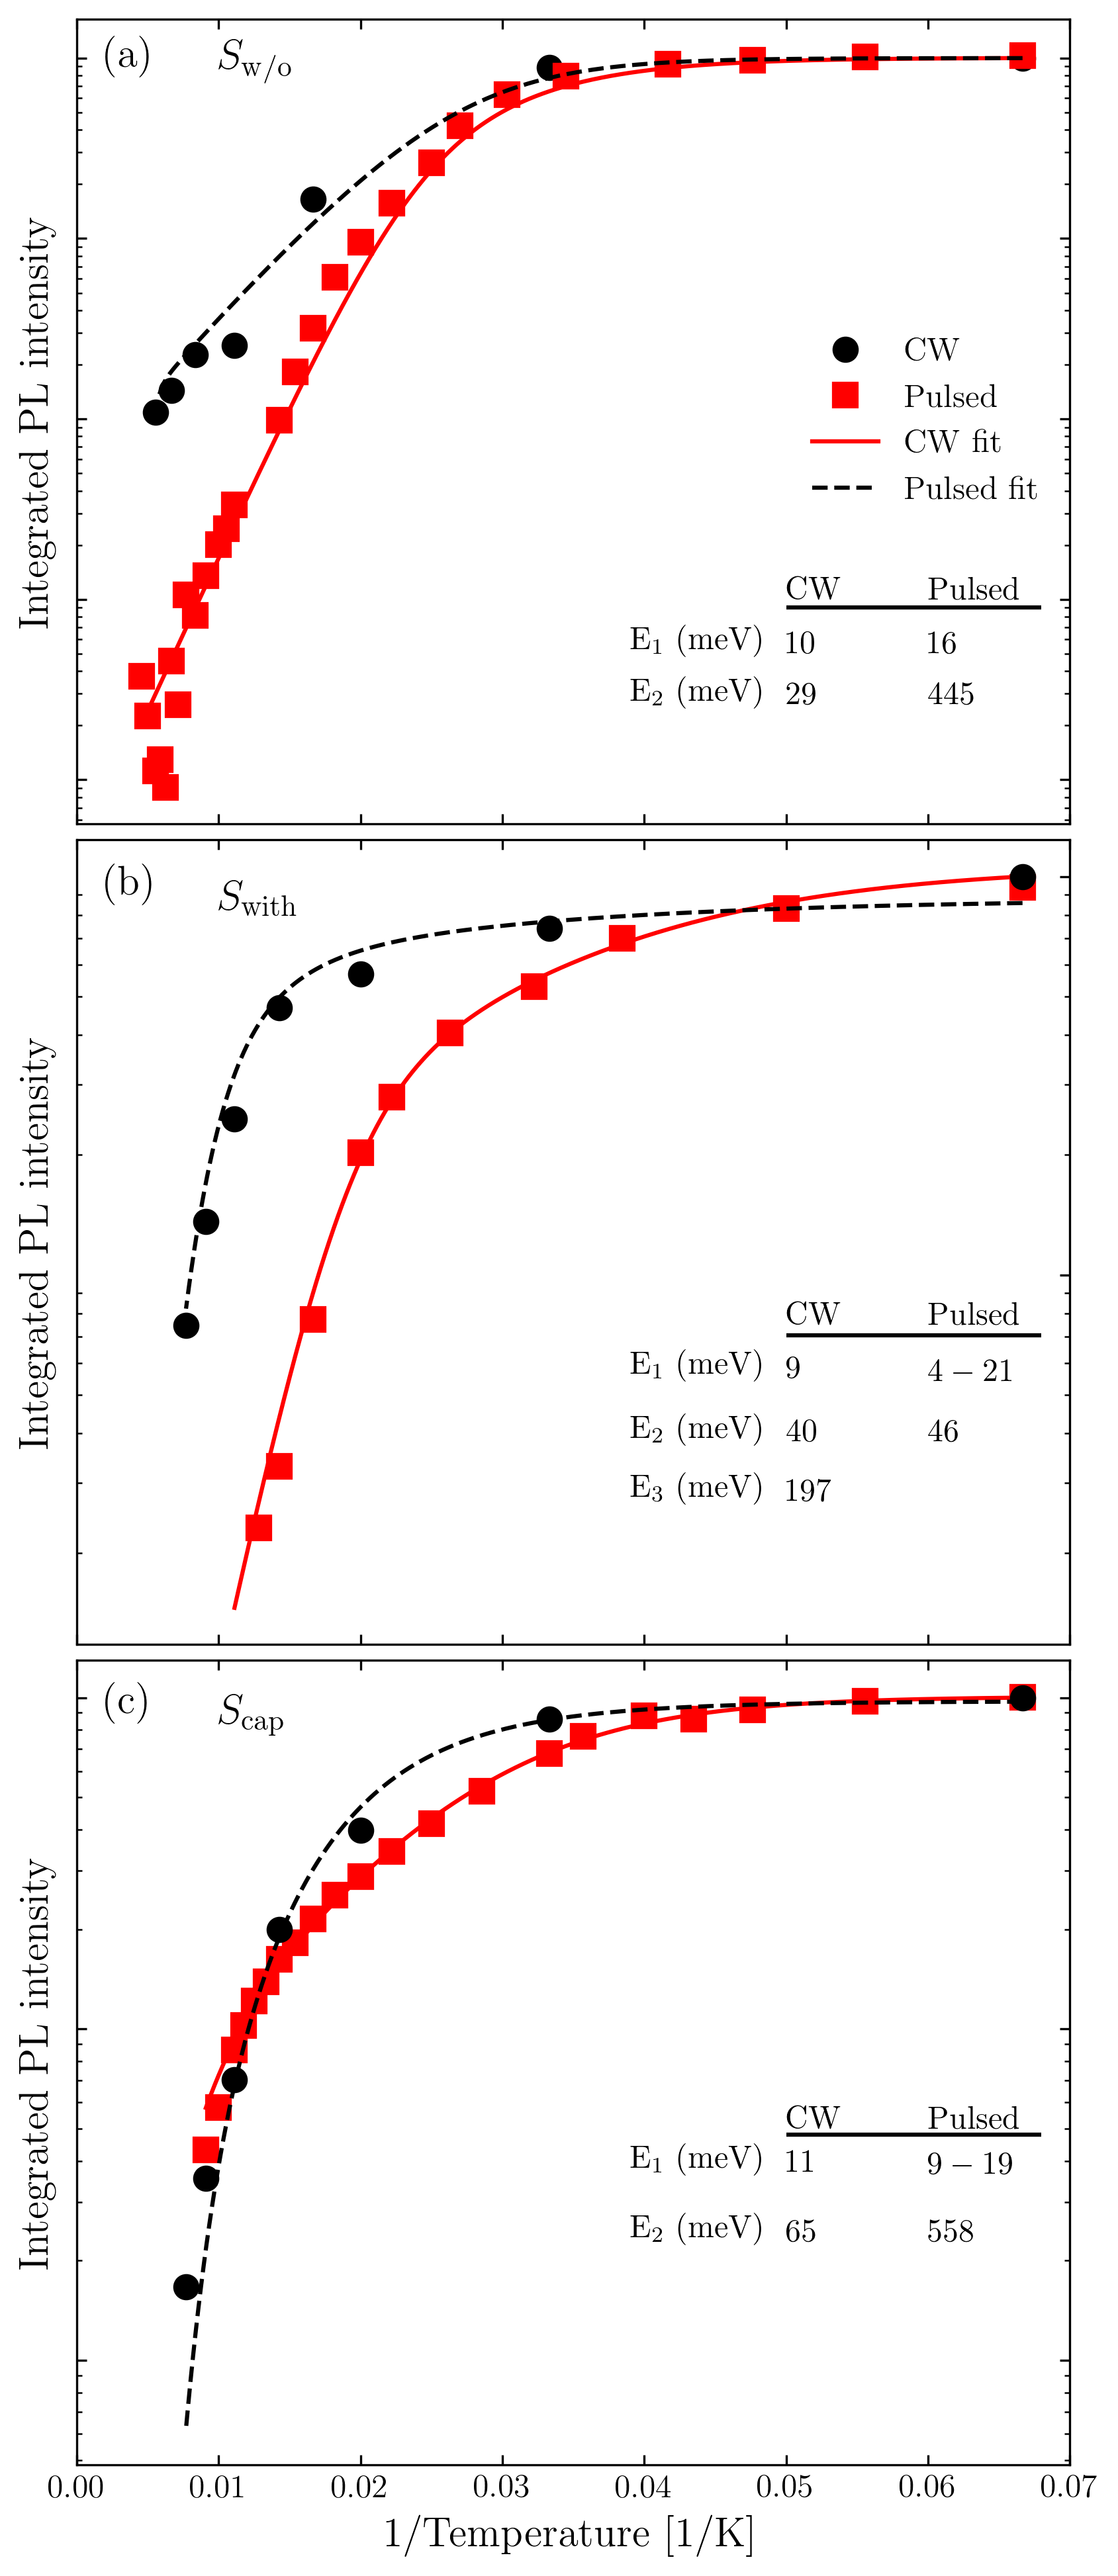 (a) S_w/o
Integrated PL intensity
CW
Pulsed
CW fit
Pulsed fit
CW Pulsed
E₁ (meV) 10 16
E₂ (meV) 29 445
(b) S_with
Integrated PL intensity
CW Pulsed
E₁ (meV) 9 4 − 21
E₂ (meV) 40 46
E₃ (meV) 197
(c) S_cap
Integrated PL intensity
CW Pulsed
E₁ (meV) 11 9 − 19
E₂ (meV) 65 558
0.00 0.01 0.02 0.03 0.04 0.05 0.06 0.07
1/Temperature [1/K]